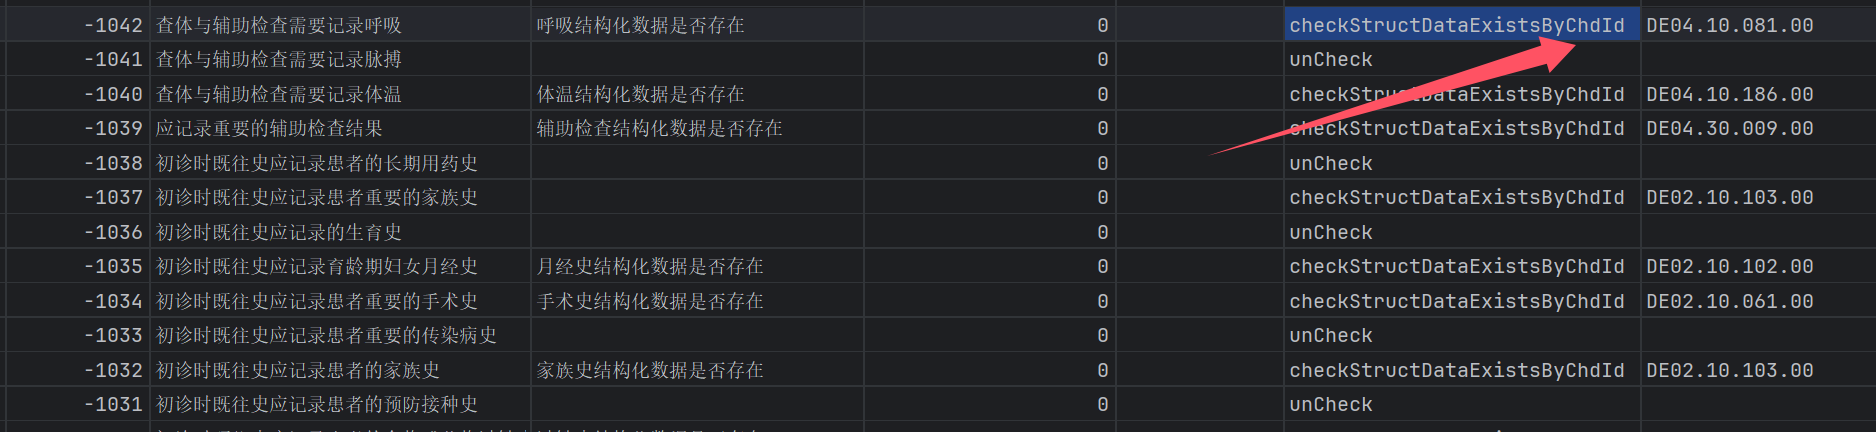 -1042 查体与辅助检查需要记录呼吸 呼吸结构化数据是否存在 0 checkStructDataExistsByChdId DE04.10.081.00
-1041 查体与辅助检查需要记录脉搏 0 unCheck
-1040 查体与辅助检查需要记录体温 体温结构化数据是否存在 0 checkStructDataExistsByChdId DE04.10.186.00
-1039 应记录重要的辅助检查结果 辅助检查结构化数据是否存在 0 checkStructDataExistsByChdId DE04.30.009.00
-1038 初诊时既往史应记录患者的长期用药史 0 unCheck
-1037 初诊时既往史应记录患者重要的家族史 0 checkStructDataExistsByChdId DE02.10.103.00
-1036 初诊时既往史应记录的生育史 0 unCheck
-1035 初诊时既往史应记录育龄期妇女月经史 月经史结构化数据是否存在 0 checkStructDataExistsByChdId DE02.10.102.00
-1034 初诊时既往史应记录患者重要的手术史 手术史结构化数据是否存在 0 checkStructDataExistsByChdId DE02.10.061.00
-1033 初诊时既往史应记录患者重要的传染病史 0 unCheck
-1032 初诊时既往史应记录患者的家族史 家族史结构化数据是否存在 0 checkStructDataExistsByChdId DE02.10.103.00
-1031 初诊时既往史应记录患者的预防接种史 0 unCheck